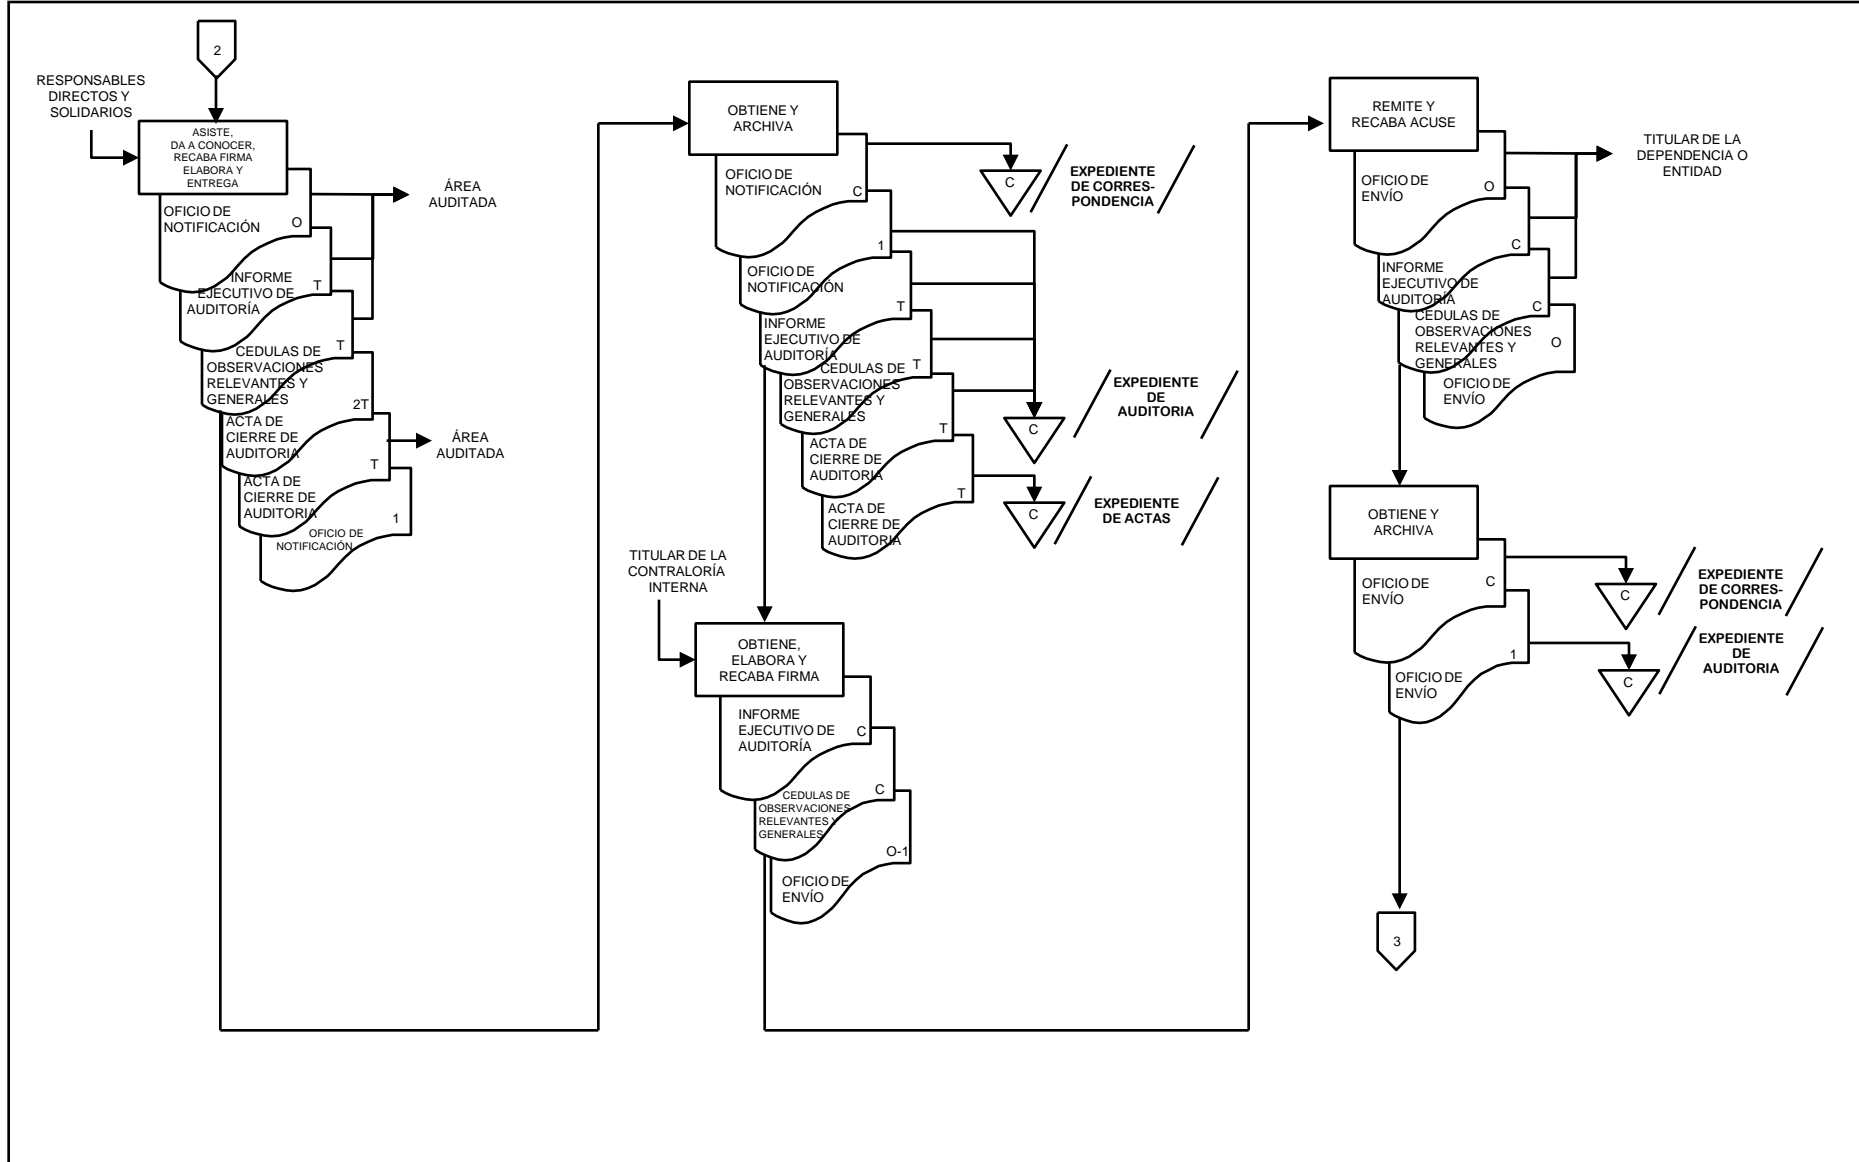 2
RESPONSABLES
DIRECTOS Y
SOLIDARIOS
ASISTE,
DA A CONOCER,
RECABA FIRMA
ELABORA Y
ENTREGA
ÁREA
AUDITADA
OFICIO DE
NOTIFICACIÓN
O
INFORME
EJECUTIVO DE
AUDITORÍA
T
CEDULAS DE
OBSERVACIONES
RELEVANTES Y
GENERALES
T
ACTA DE
CIERRE DE
AUDITORIA
2T
ÁREA
AUDITADA
ACTA DE
CIERRE DE
AUDITORIA
T
OFICIO DE
NOTIFICACIÓN
1
OBTIENE Y
ARCHIVA
OFICIO DE
NOTIFICACIÓN
C
C
EXPEDIENTE
DE CORRES-
PONDENCIA
OFICIO DE
NOTIFICACIÓN
1
INFORME
EJECUTIVO DE
AUDITORÍA
T
CEDULAS DE
OBSERVACIONES
RELEVANTES Y
GENERALES
T
ACTA DE
CIERRE DE
AUDITORIA
T
C
EXPEDIENTE
DE
AUDITORIA
ACTA DE
CIERRE DE
AUDITORIA
T
C
EXPEDIENTE
DE ACTAS
TITULAR DE LA
CONTRALORÍA
INTERNA
OBTIENE,
ELABORA Y
RECABA FIRMA
INFORME
EJECUTIVO DE
AUDITORÍA
C
CEDULAS DE
OBSERVACIONES
RELEVANTES Y
GENERALES
C
OFICIO DE
ENVÍO
O-1
REMITE Y
RECABA ACUSE
TITULAR DE LA
DEPENDENCIA O
ENTIDAD
OFICIO DE
ENVÍO
O
INFORME
EJECUTIVO DE
AUDITORÍA
C
CEDULAS DE
OBSERVACIONES
RELEVANTES Y
GENERALES
C
OFICIO DE
ENVÍO
O
OBTIENE Y
ARCHIVA
OFICIO DE
ENVÍO
C
C
EXPEDIENTE
DE CORRES-
PONDENCIA
OFICIO DE
ENVÍO
1
C
EXPEDIENTE
DE
AUDITORIA
3